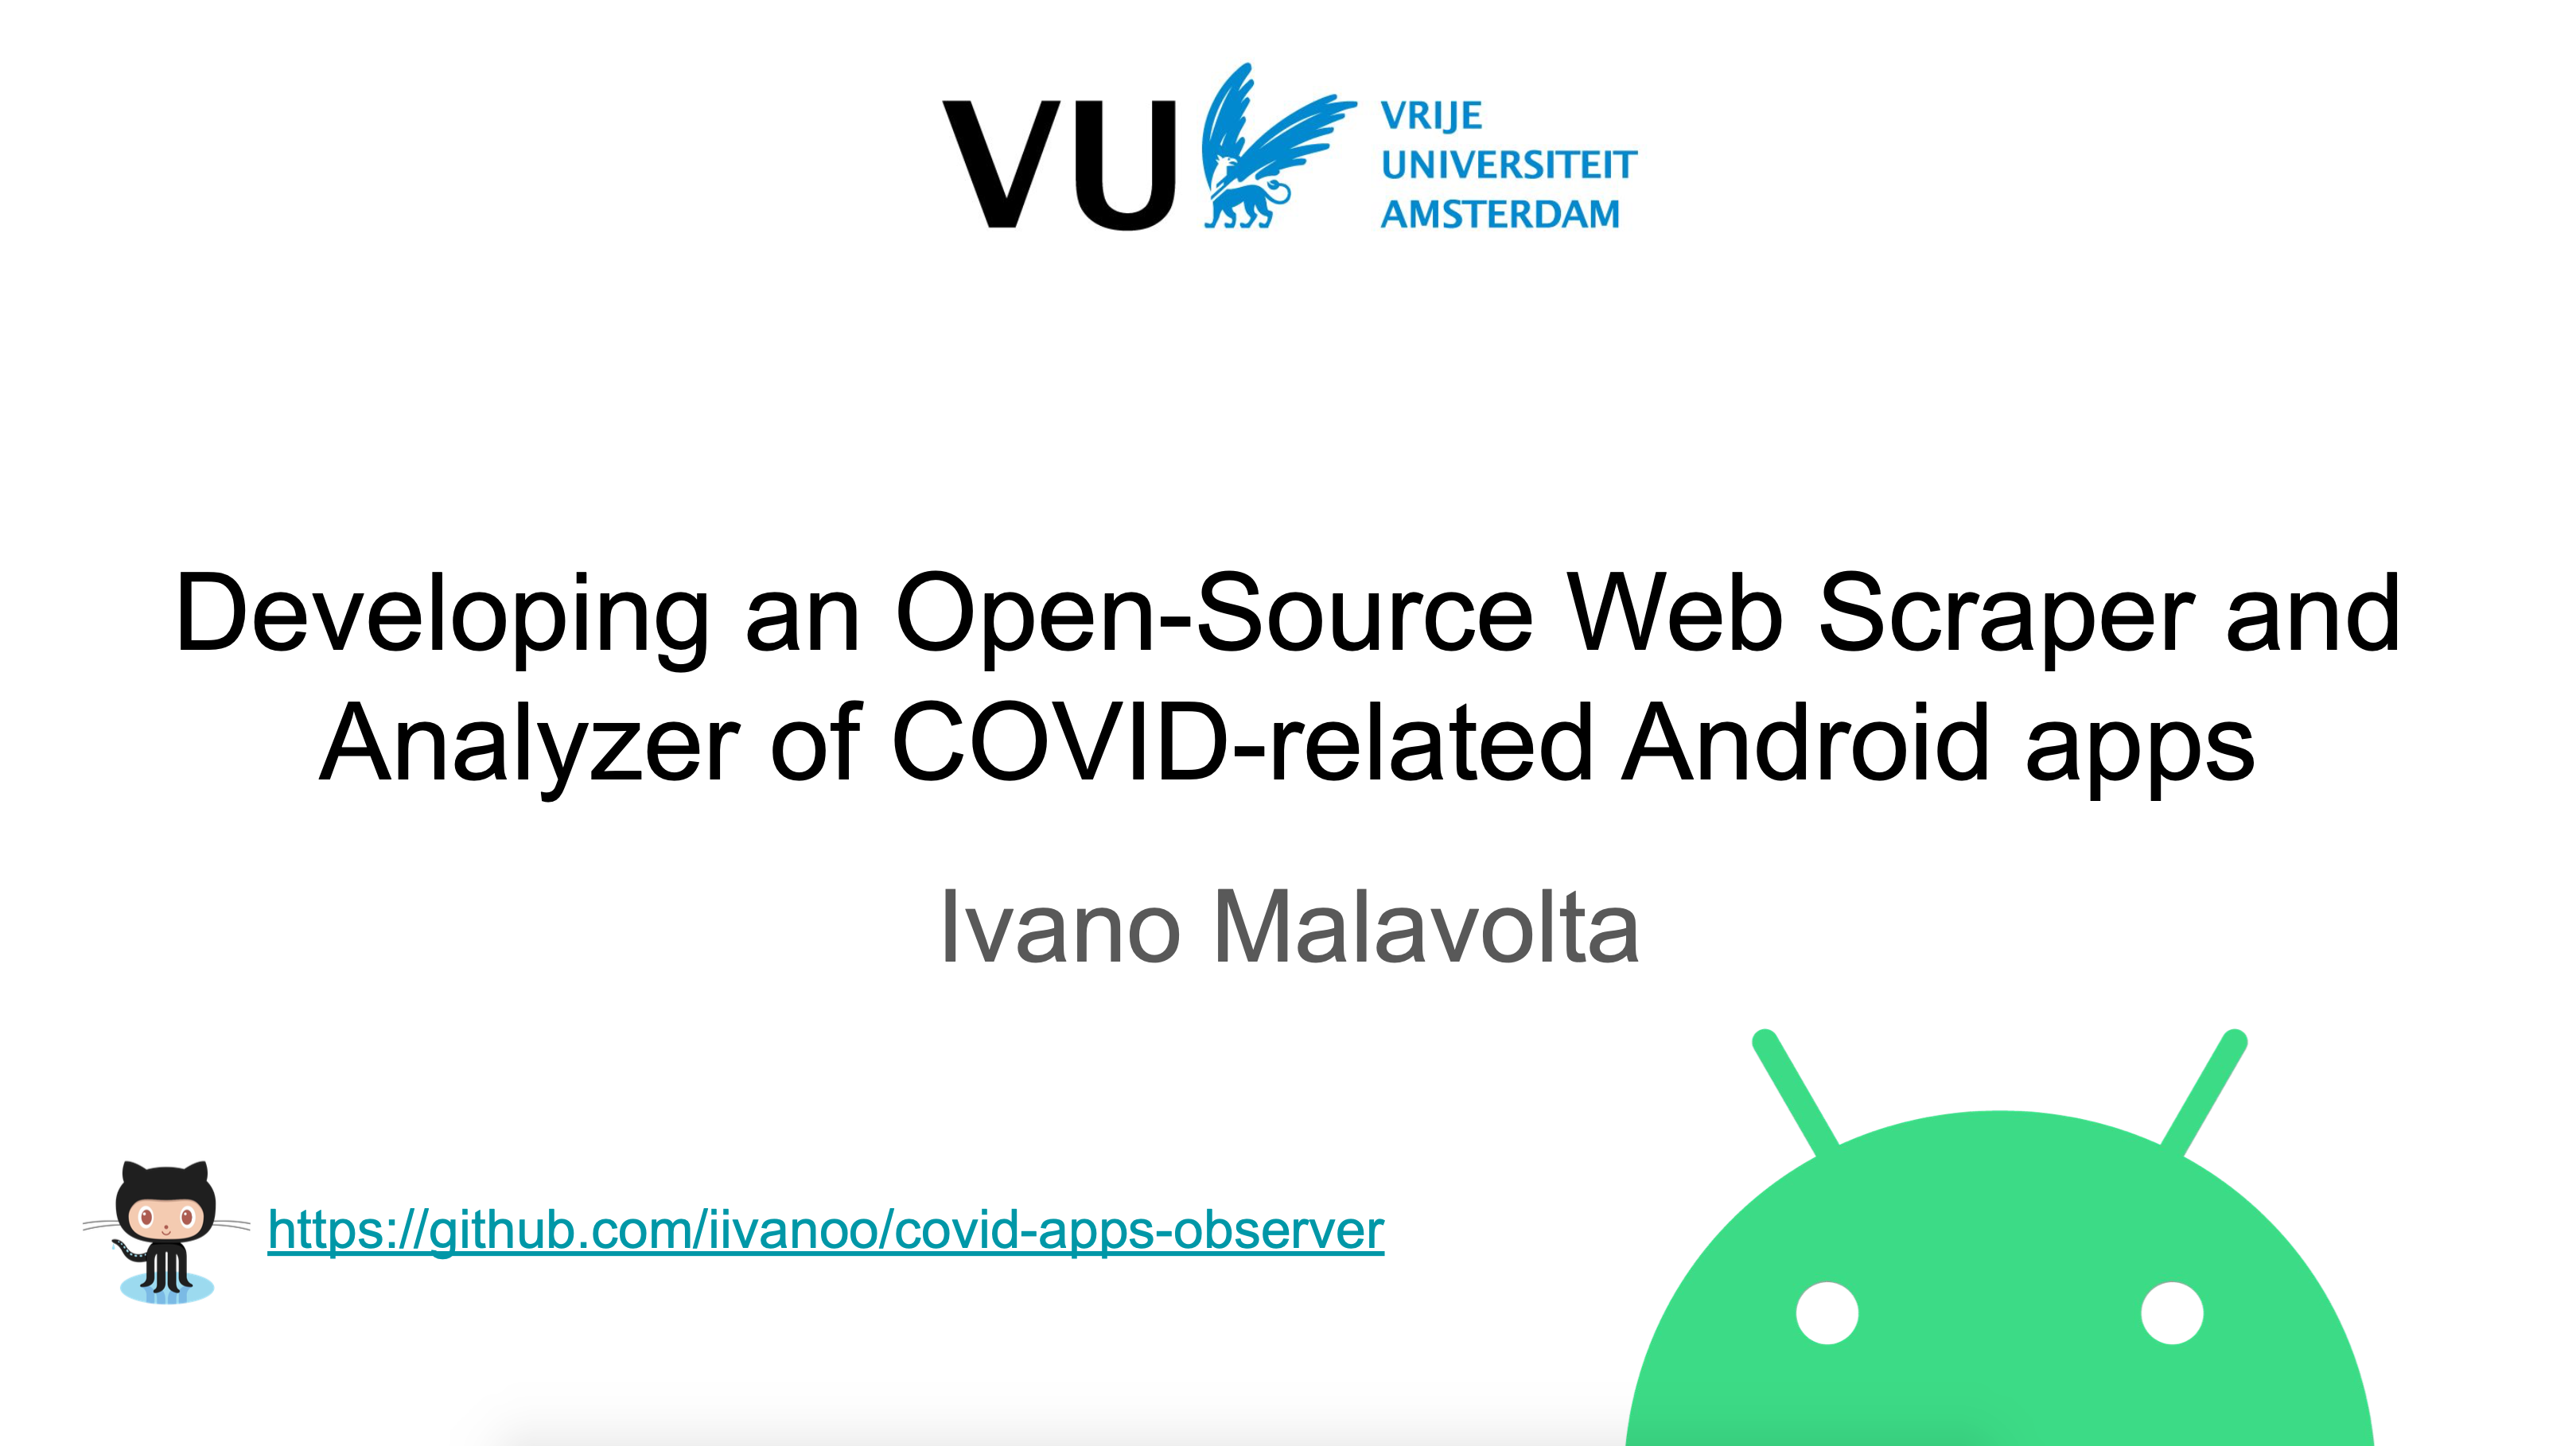 VU
VRIJE
UNIVERSITEIT
AMSTERDAM
Developing an Open-Source Web Scraper and
Analyzer of COVID-related Android apps
Ivano Malavolta
https://github.com/iivanoo/covid-apps-observer